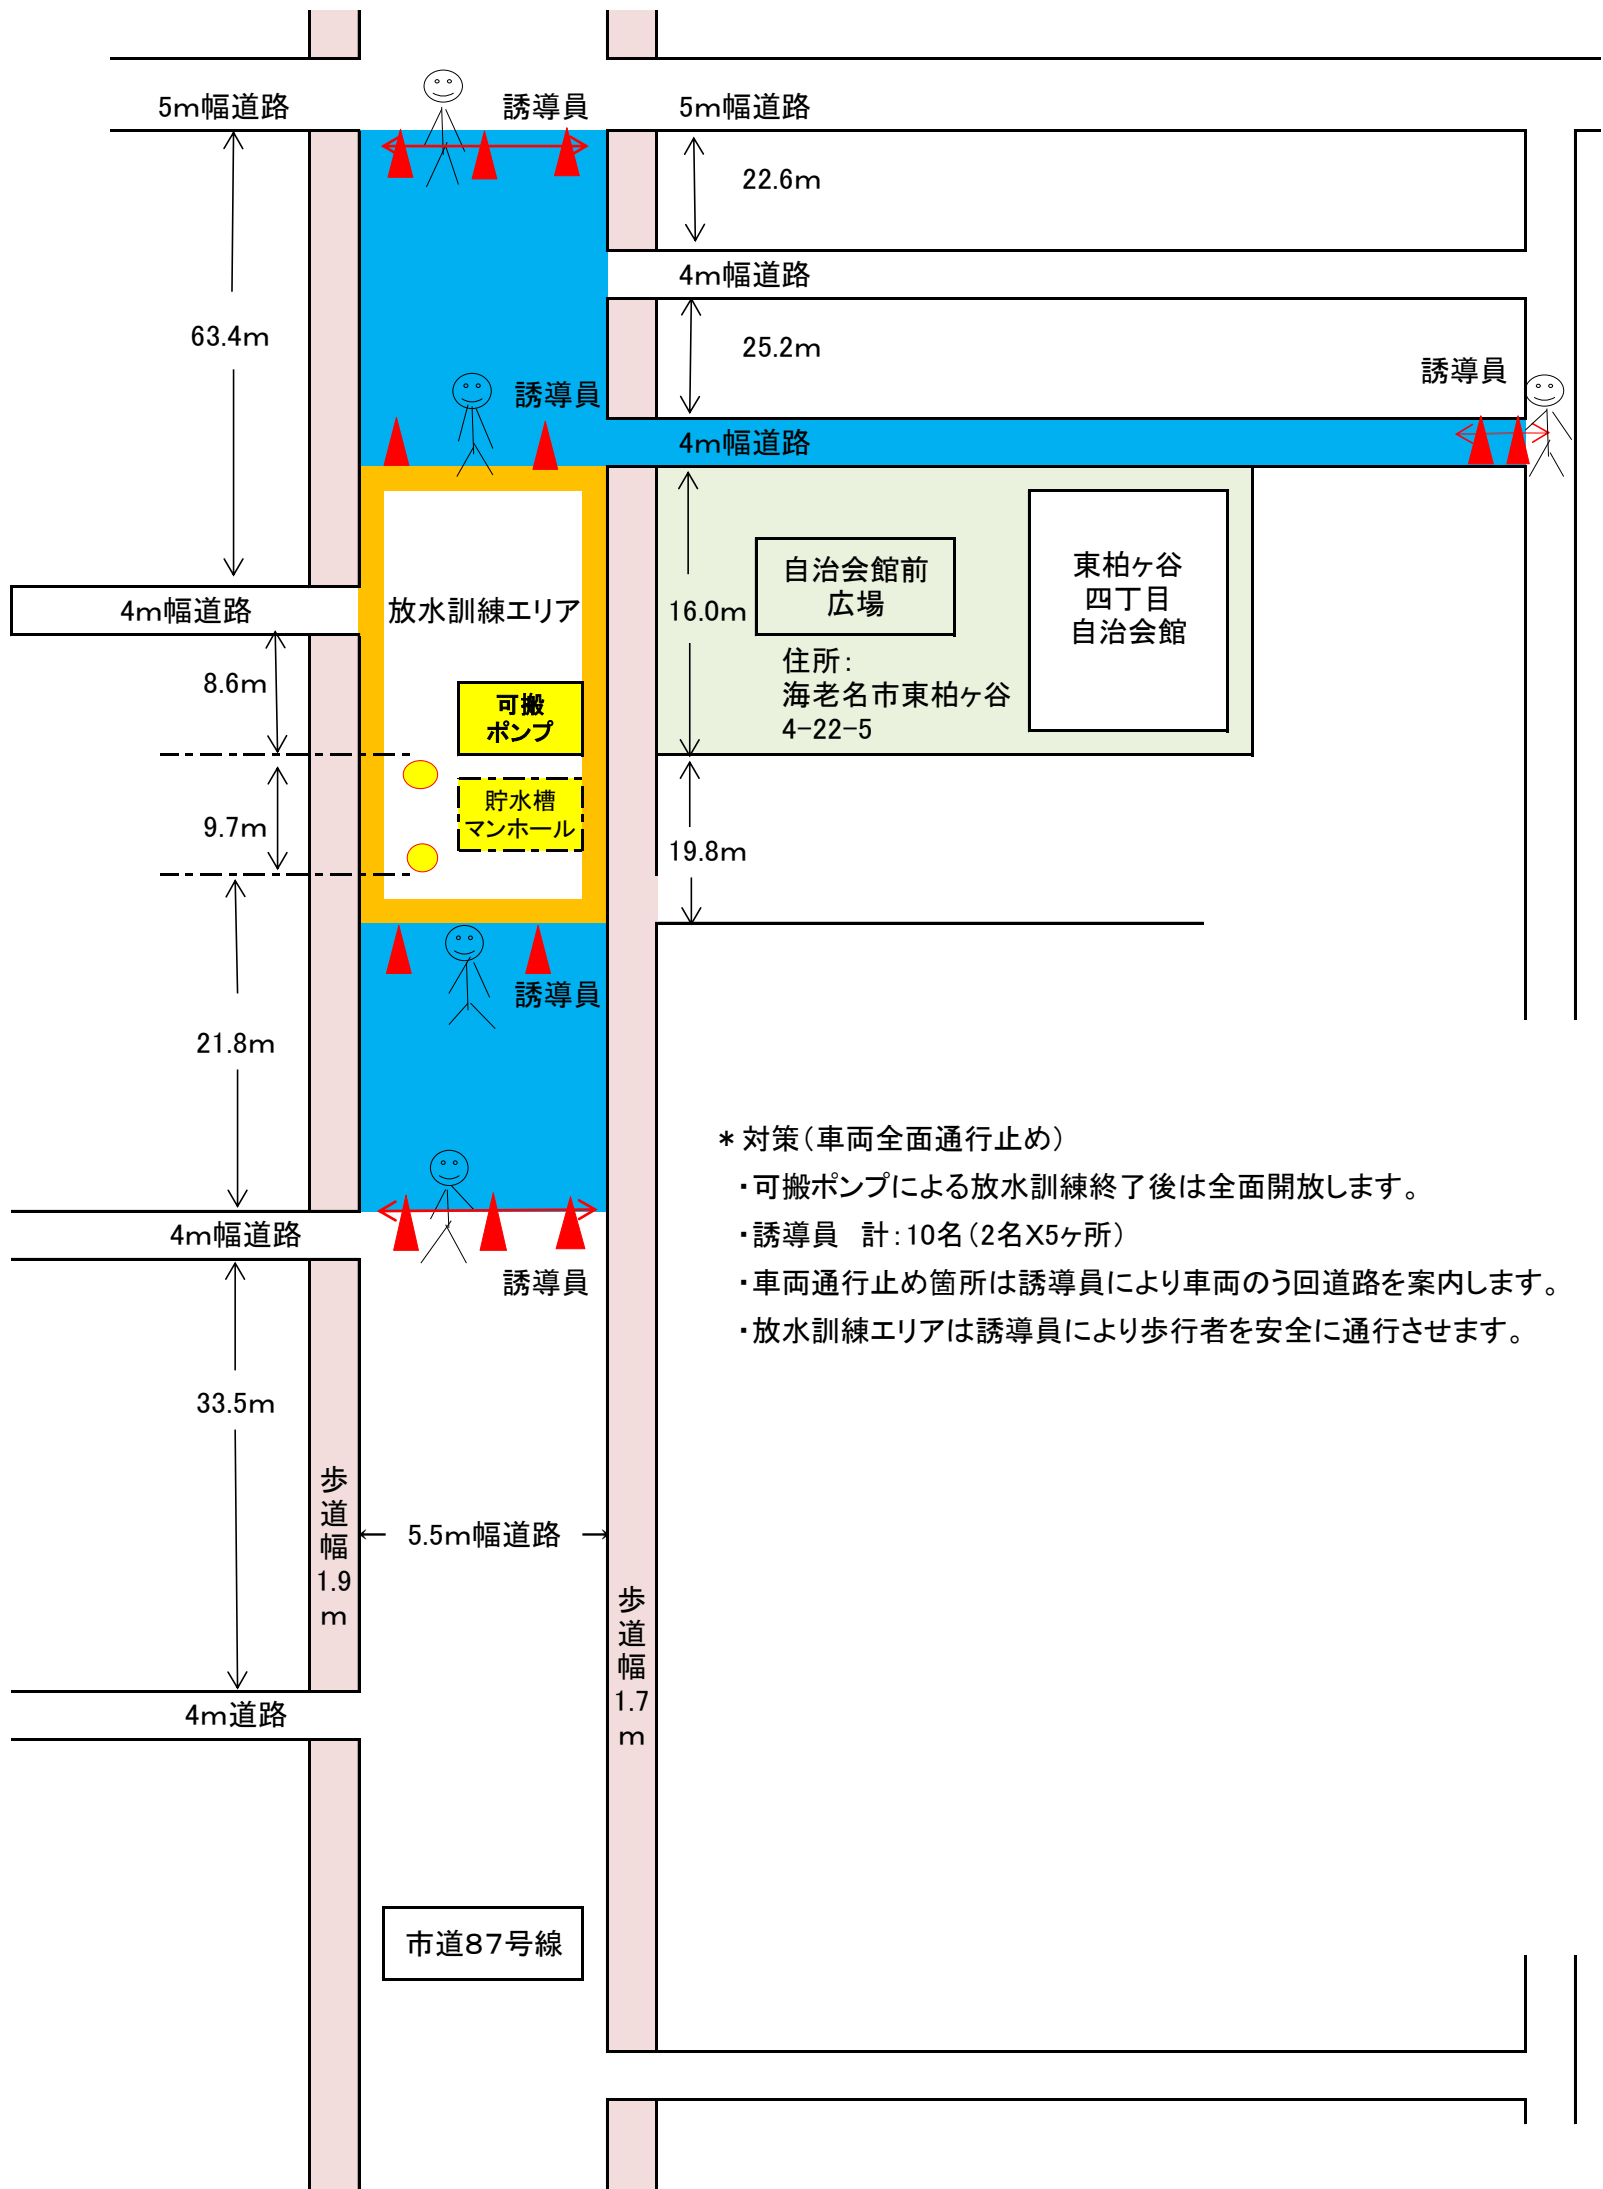 5m幅道路
誘導員
5m幅道路
22.6m
4m幅道路
63.4m
25.2m
誘導員
誘導員
4m幅道路
4m幅道路
放水訓練エリア
16.0m
自治会館前
広場
東柏ヶ谷
四丁目
自治会館
住所:
海老名市東柏ヶ谷
4-22-5
8.6m
可搬
ポンプ
9.7m
貯水槽
マンホール
19.8m
誘導員
21.8m
*対策(車両全面通行止め)
・可搬ポンプによる放水訓練終了後は全面開放します。
・誘導員 計:10名(2名X5ヶ所)
・車両通行止め箇所は誘導員により車両のう回道路を案内します。
・放水訓練エリアは誘導員により歩行者を安全に通行させます。
4m幅道路
誘導員
33.5m
歩
道
幅
1.9
m
5.5m幅道路
歩
道
幅
1.7
m
4m道路
市道87号線